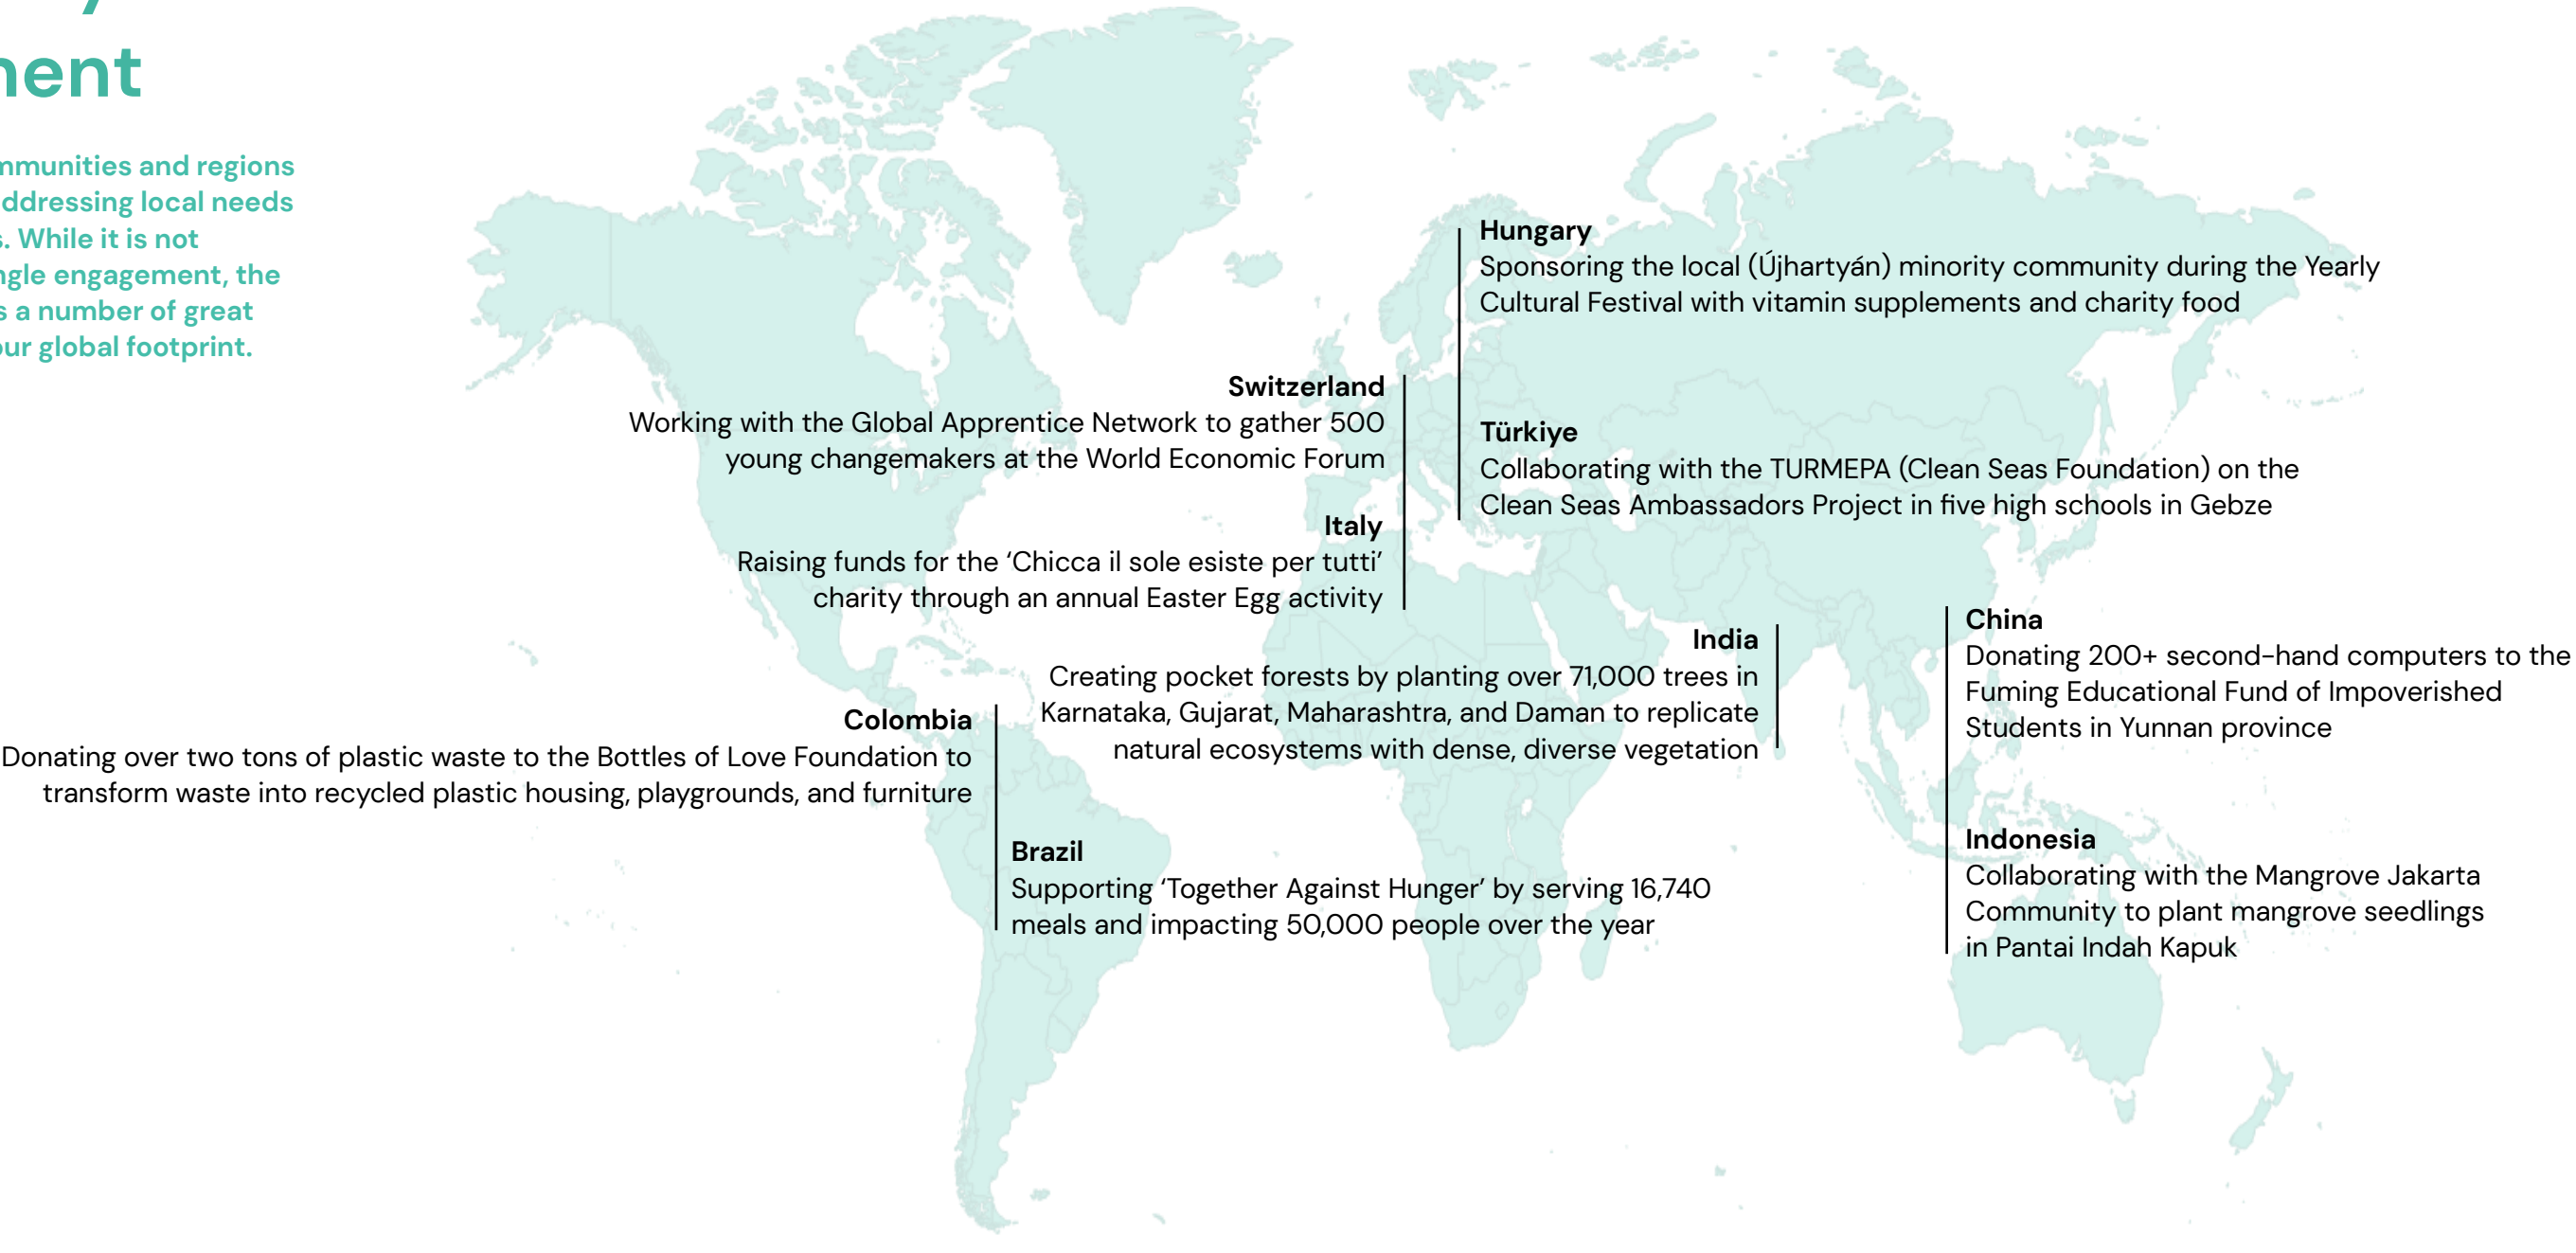 ment
mmunities and regions
ddressing local needs
s. While it is not
ngle engagement, the
s a number of great
our global footprint.
Hungary
Sponsoring the local (Újhartyán) minority community during the Yearly
Cultural Festival with vitamin supplements and charity food
Switzerland
Working with the Global Apprentice Network to gather 500
young changemakers at the World Economic Forum
Türkiye
Collaborating with the TURMEPA (Clean Seas Foundation) on the
Clean Seas Ambassadors Project in five high schools in Gebze
Italy
Raising funds for the ‘Chicca il sole esiste per tutti’
charity through an annual Easter Egg activity
India
Creating pocket forests by planting over 71,000 trees in
Karnataka, Gujarat, Maharashtra, and Daman to replicate
natural ecosystems with dense, diverse vegetation
China
Donating 200+ second-hand computers to the
Fuming Educational Fund of Impoverished
Students in Yunnan province
Colombia
Donating over two tons of plastic waste to the Bottles of Love Foundation to
transform waste into recycled plastic housing, playgrounds, and furniture
Brazil
Supporting ‘Together Against Hunger’ by serving 16,740
meals and impacting 50,000 people over the year
Indonesia
Collaborating with the Mangrove Jakarta
Community to plant mangrove seedlings
in Pantai Indah Kapuk